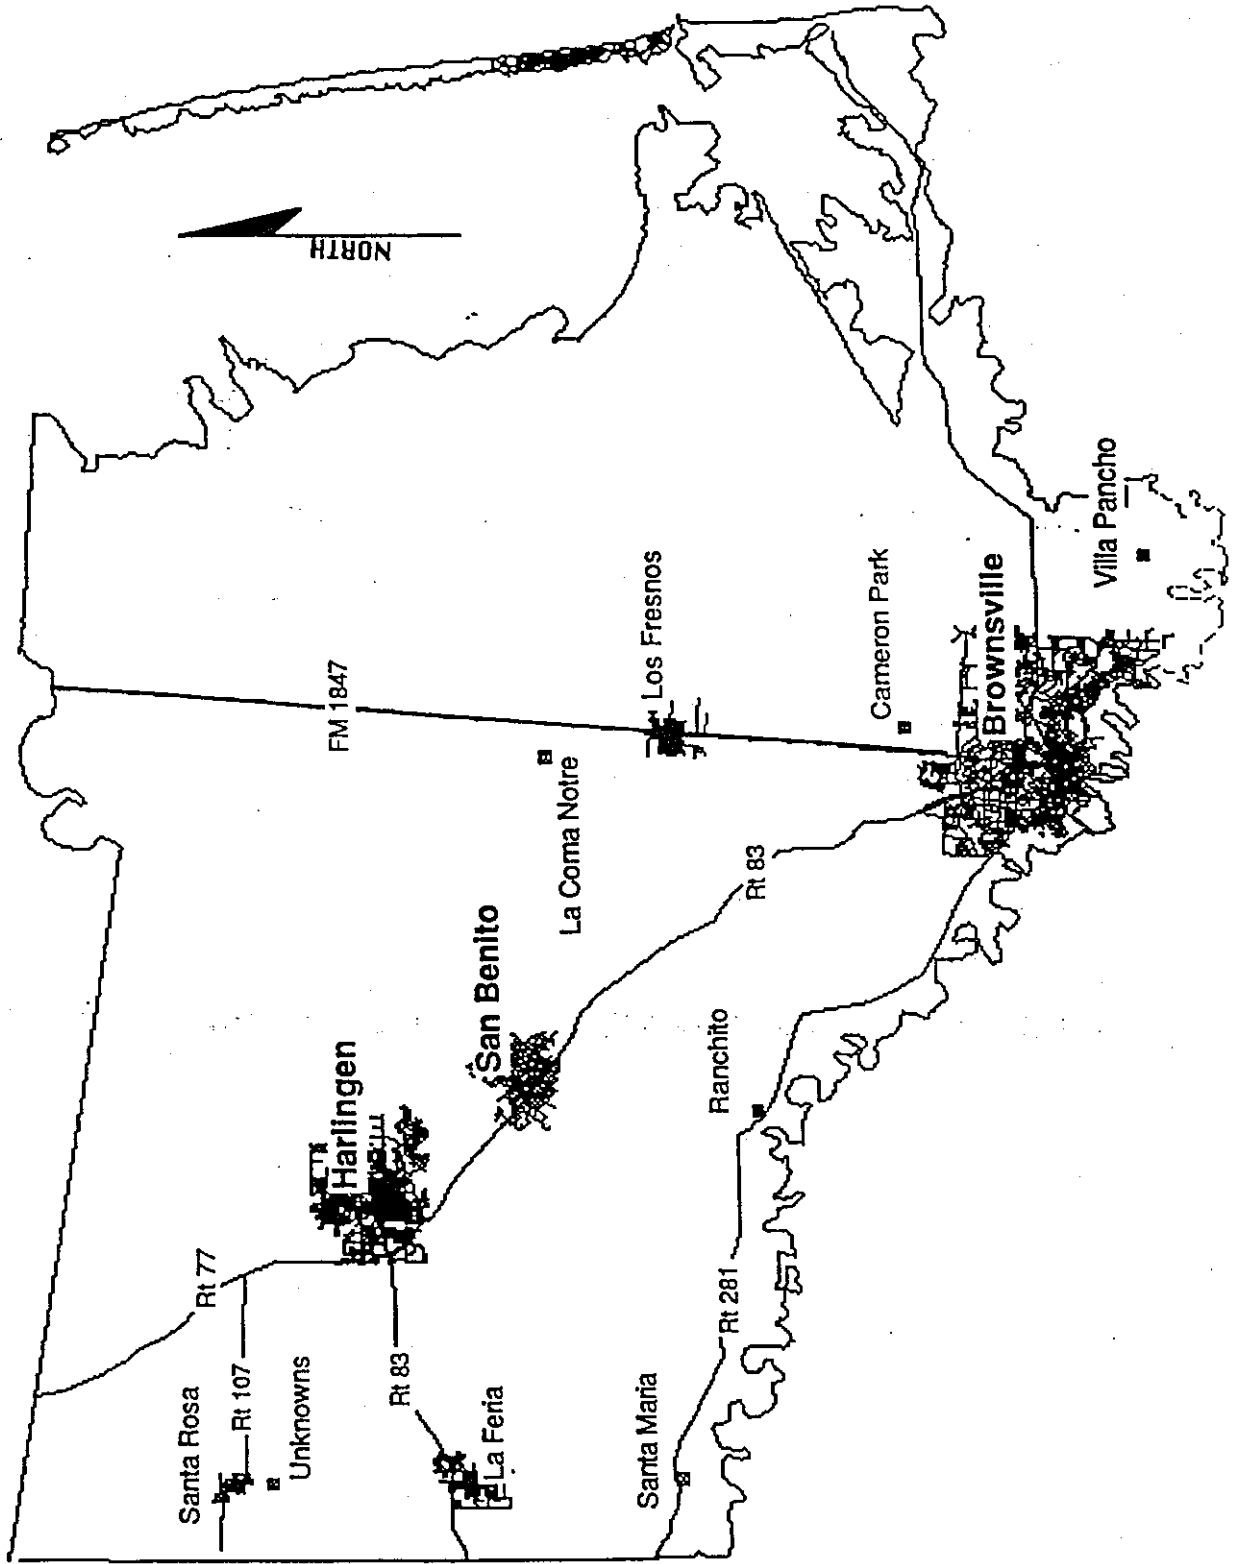 NORTH
FM 1847
Rt 77
Santa Rosa
Rt 107
Unknowns
Harlingen
Rt 83
La Feria
San Benito
La Coma Notre
Los Fresnos
Santa Maria
Rt 281
Ranchito
Rt 83
Cameron Park
Brownsville
Villa Pancho